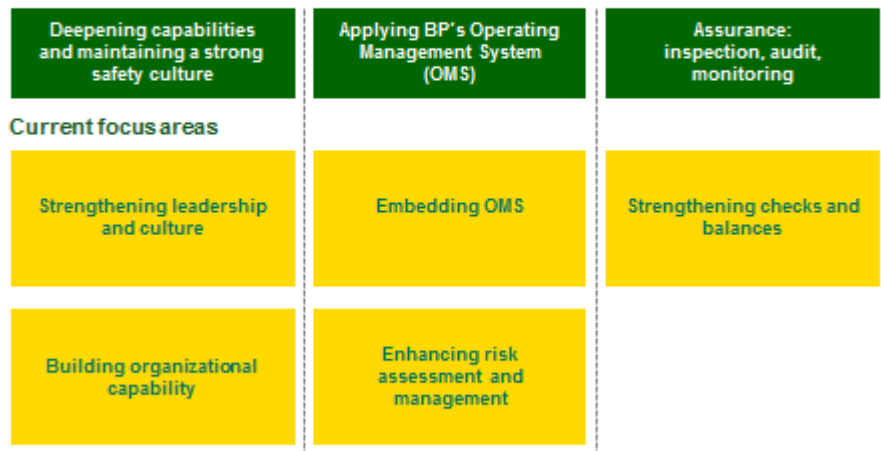 Deepening capabilities
and maintaining a strong
safety culture
Applying BP's Operating
Management System
(OMS)
Assurance:
inspection, audit,
monitoring
Current focus areas
Strengthening leadership
and culture
Embedding OMS
Strengthening checks and
balances
Building organizational
capability
Enhancing risk
assessment and
management